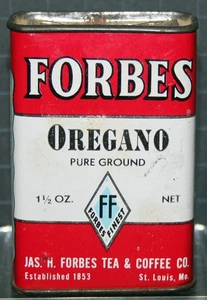 FORBES
OREGANO
PURE GROUND
1½ OZ. NET
FF
FORBES FINEST
JAS. H. FORBES TEA & COFFEE CO.
Established 1853 St. Louis, Mo.